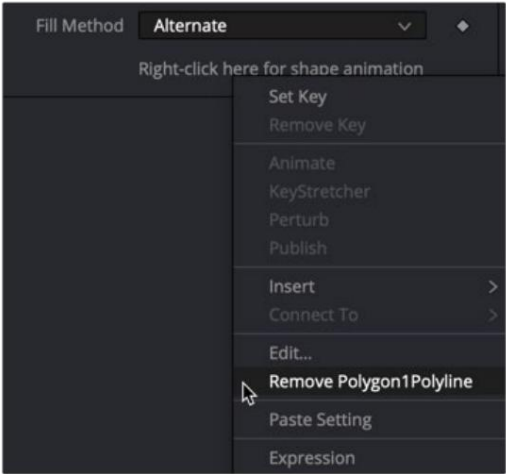 Fill Method Alternate
Right-click here for shape animation
Set Key
Remove Key
Animate
KeyStretcher
Perturb
Publish
Insert
Connect To
Edit...
Remove Polygon1Polyline
Paste Setting
Expression